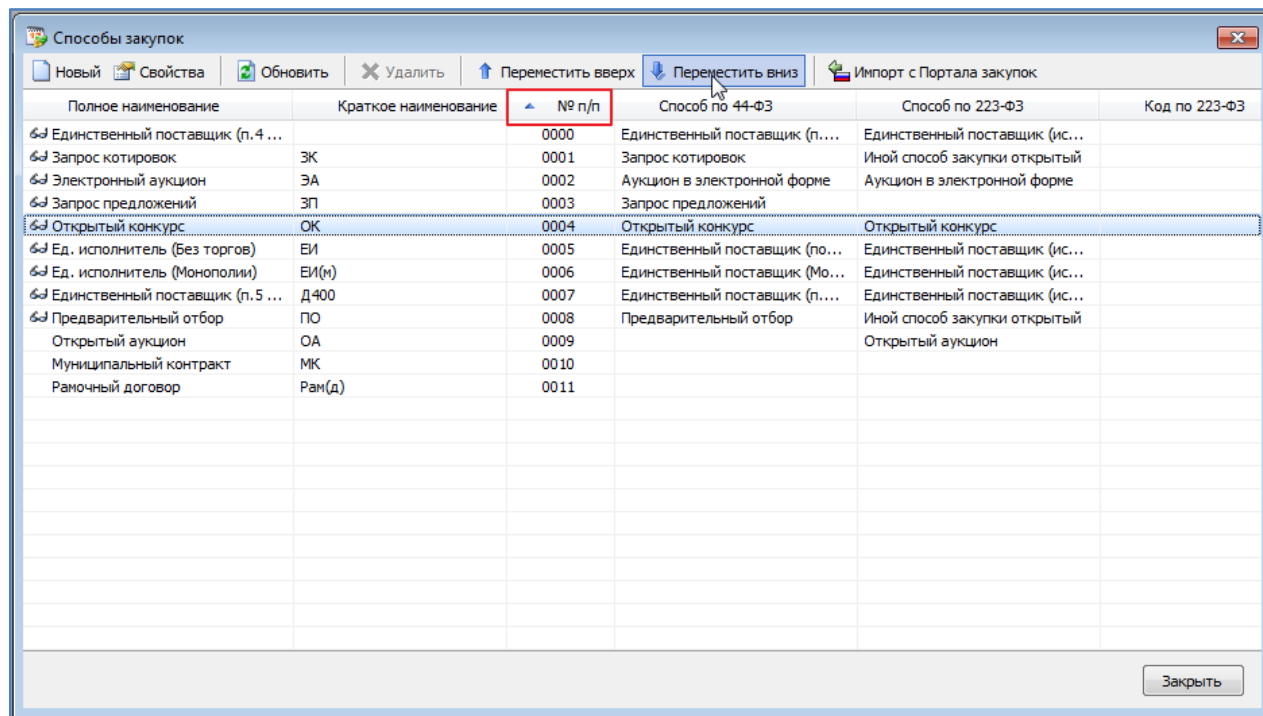 Способы закупок
Новый Свойства Обновить Удалить Переместить вверх Переместить вниз Импорт с Портала закупок
Полное наименование Краткое наименование № п/п Способ по 44-ФЗ Способ по 223-ФЗ Код по 223-ФЗ
Единственный поставщик (п.4 ... 0000 Единственный поставщик (п.... Единственный поставщик (ис...
Запрос котировок ЗК 0001 Запрос котировок Иной способ закупки открытый
Электронный аукцион ЭА 0002 Аукцион в электронной форме Аукцион в электронной форме
Запрос предложений ЗП 0003 Запрос предложений
Открытый конкурс ОК 0004 Открытый конкурс Открытый конкурс
Ед. исполнитель (Без торгов) ЕИ 0005 Единственный поставщик (по... Единственный поставщик (ис...
Ед. исполнитель (Монополии) ЕИ(м) 0006 Единственный поставщик (Мо... Единственный поставщик (ис...
Единственный поставщик (п.5 ... Д400 0007 Единственный поставщик (п.... Единственный поставщик (ис...
Предварительный отбор ПО 0008 Предварительный отбор Иной способ закупки открытый
Открытый аукцион ОА 0009 Открытый аукцион
Муниципальный контракт МК 0010
Рамочный договор Рам(д) 0011
Закрыть